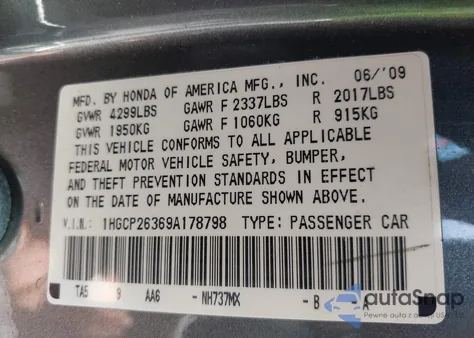 MFD. BY HONDA OF AMERICA MFG., INC. 06/'09
GVWR 4299LBS GAWR F 2337LBS R 2017LBS
GVWR 1950KG GAWR F 1060KG R 915KG
THIS VEHICLE CONFORMS TO ALL APPLICABLE
FEDERAL MOTOR VEHICLE SAFETY, BUMPER,
AND THEFT PREVENTION STANDARDS IN EFFECT
ON THE DATE OF MANUFACTURE SHOWN ABOVE.
V.I.N.: 1HGCP26369A178798 TYPE: PASSENGER CAR
TA5 9 AA6 -NH737MX -B -A
autoSnap